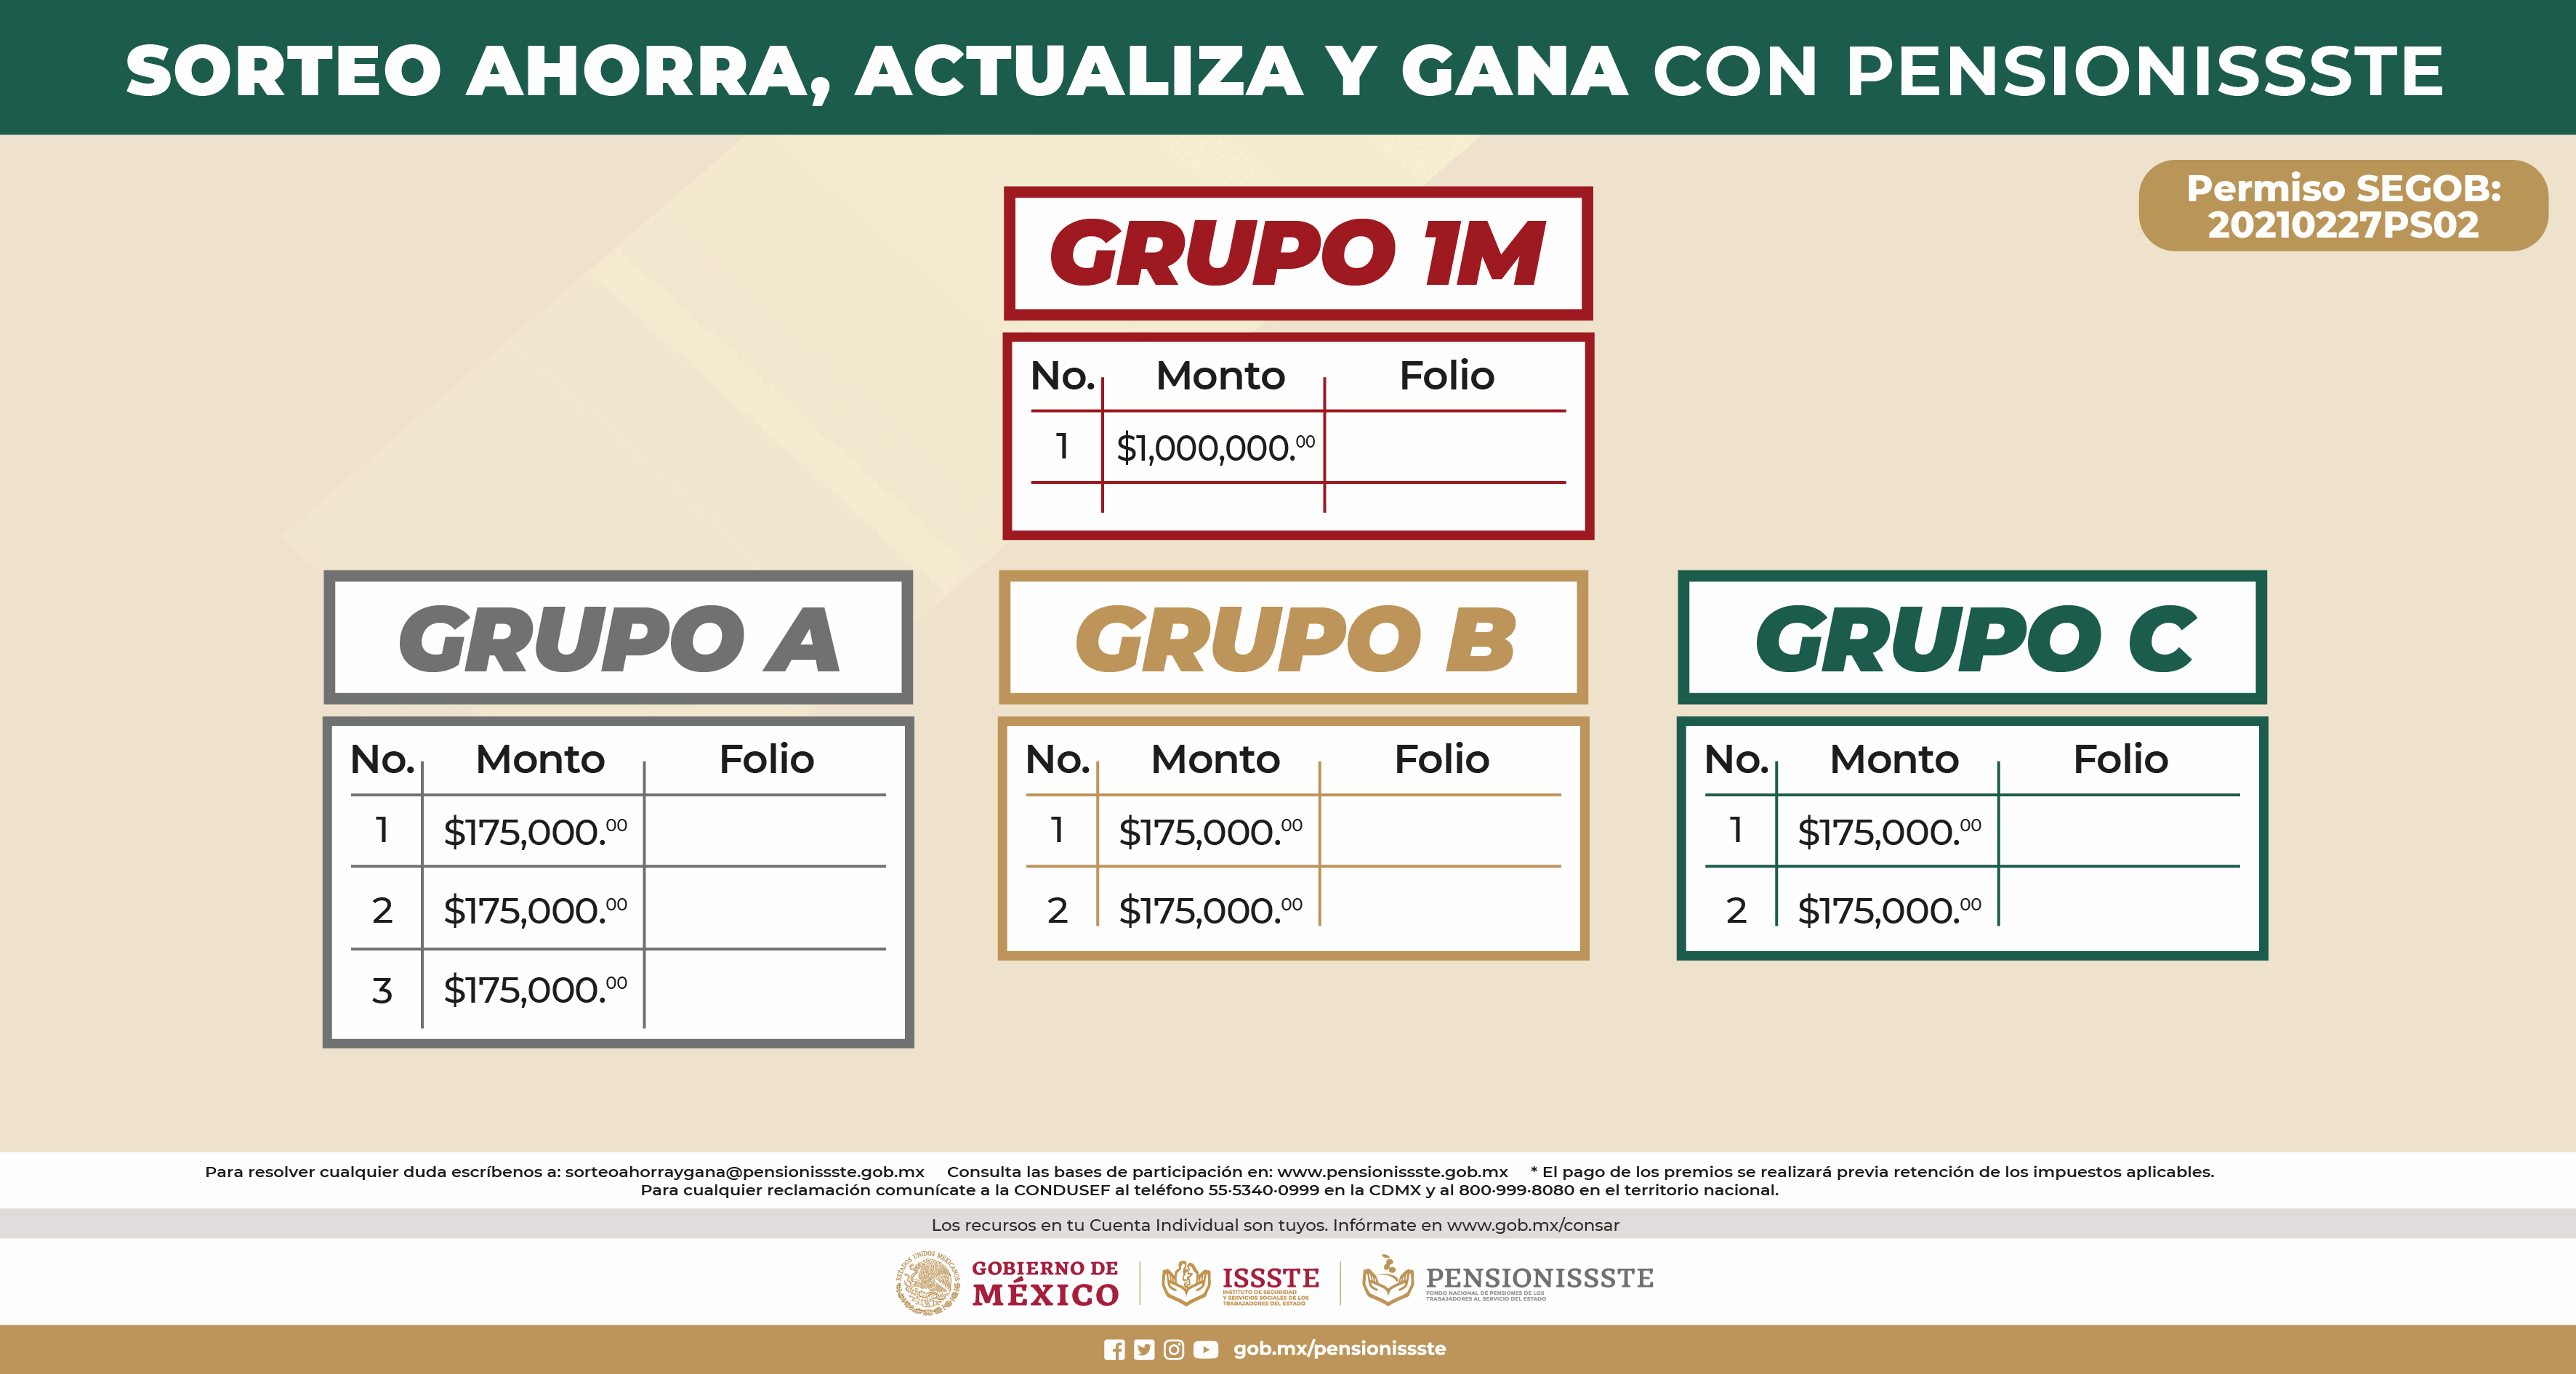 SORTEO AHORRA, ACTUALIZA Y GANA CON PENSIONISSSTE
Permiso SEGOB:
20210227PS02
GRUPO 1M
No. Monto Folio
1 $1,000,000.00
GRUPO A
No. Monto Folio
1 $175,000.00
2 $175,000.00
3 $175,000.00
GRUPO B
No. Monto Folio
1 $175,000.00
2 $175,000.00
GRUPO C
No. Monto Folio
1 $175,000.00
2 $175,000.00
Para resolver cualquier duda escríbenos a: sorteoahorraygana@pensionissste.gob.mx Consulta las bases de participación en: www.pensionissste.gob.mx * El pago de los premios se realizará previa retención de los impuestos aplicables.
Para cualquier reclamación comunícate a la CONDUSEF al teléfono 55·5340·0999 en la CDMX y al 800·999·8080 en el territorio nacional.
Los recursos en tu Cuenta Individual son tuyos. Infórmate en www.gob.mx/consar
ESTADOS UNIDOS MEXICANOS
GOBIERNO DE
MÉXICO
ISSSTE
INSTITUTO DE SEGURIDAD
Y SERVICIOS SOCIALES DE LOS
TRABAJADORES DEL ESTADO
PENSIONISSSTE
FONDO NACIONAL DE PENSIONES DE LOS
TRABAJADORES AL SERVICIO DEL ESTADO
gob.mx/pensionissste